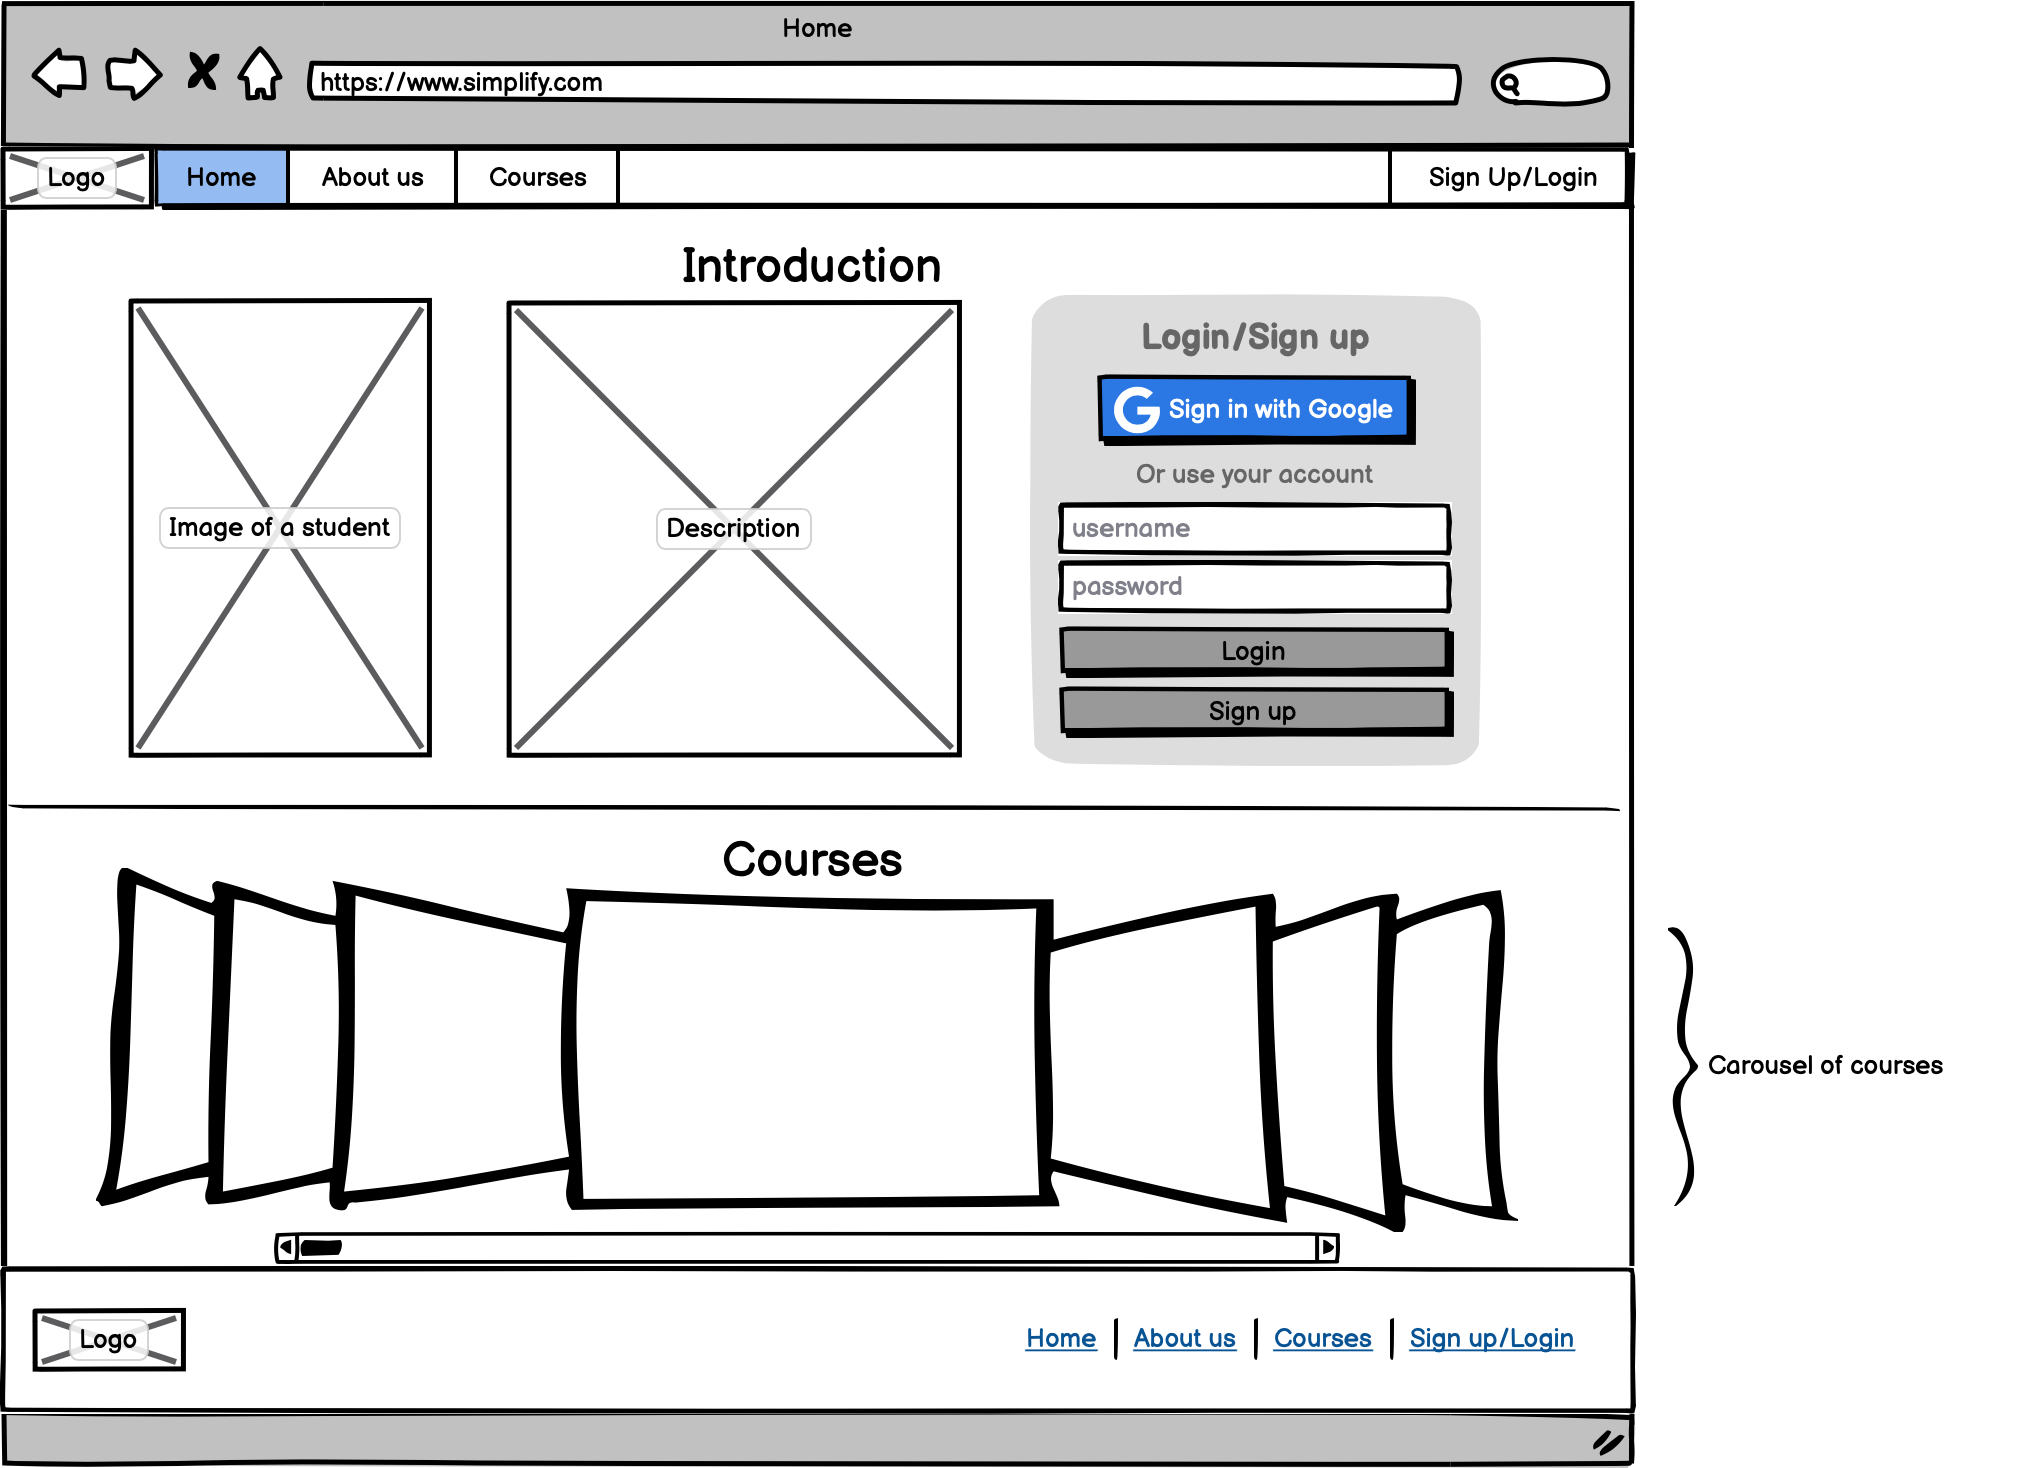 Home
https://www.simplify.com
Logo
Home
About us
Courses
Sign Up/Login
Introduction
Image of a student
Description
Login/Sign up
G Sign in with Google
Or use your account
username
password
Login
Sign up
Courses
Carousel of courses
Logo
Home
About us
Courses
Sign up/Login